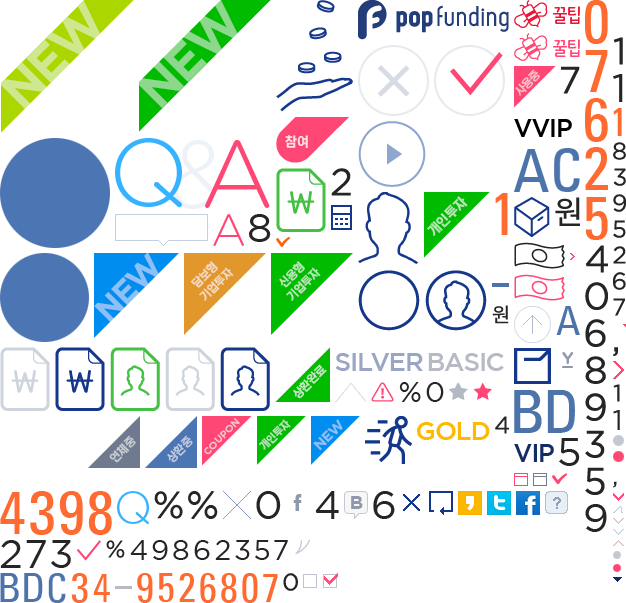 NEW
NEW
popfunding
꿀팁
꿀팁
0
7
6
2
5
1
1
1
8
3
9
5
2
6
7
사용중
7
VVIP
AC
참여
Q&A
2
A8
1
원
개인투자
NEW
담보형
기업투자
신용형
기업투자
원
4
0
6
,
8
9
3
5
9
A
Y
SILVER BASIC
%0
상환완료
BD
1
1
VIP 5
연체중
상환중
COUPON
개인투자
NEW
GOLD 4
4398Q%%0 f 4 B 6
t f ?
273 %49862357
BDC34-95268070